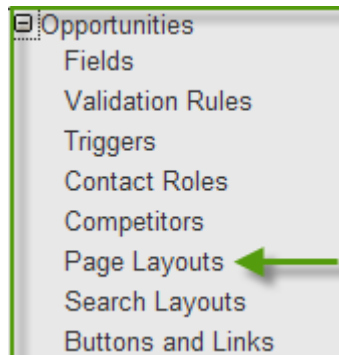 Opportunities
Fields
Validation Rules
Triggers
Contact Roles
Competitors
Page Layouts
Search Layouts
Buttons and Links